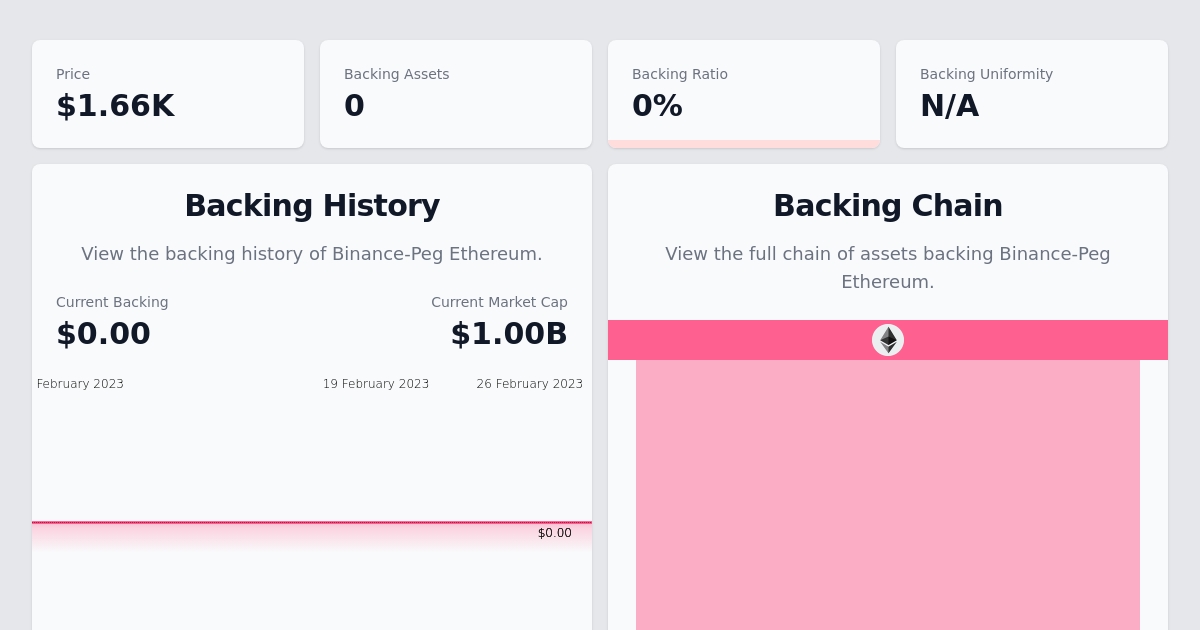 Price
$1.66K
Backing Assets
0
Backing Ratio
0%
Backing Uniformity
N/A
Backing History
View the backing history of Binance-Peg Ethereum.
Current Backing
$0.00
Current Market Cap
$1.00B
February 2023
19 February 2023
26 February 2023
$0.00
Backing Chain
View the full chain of assets backing Binance-Peg
Ethereum.